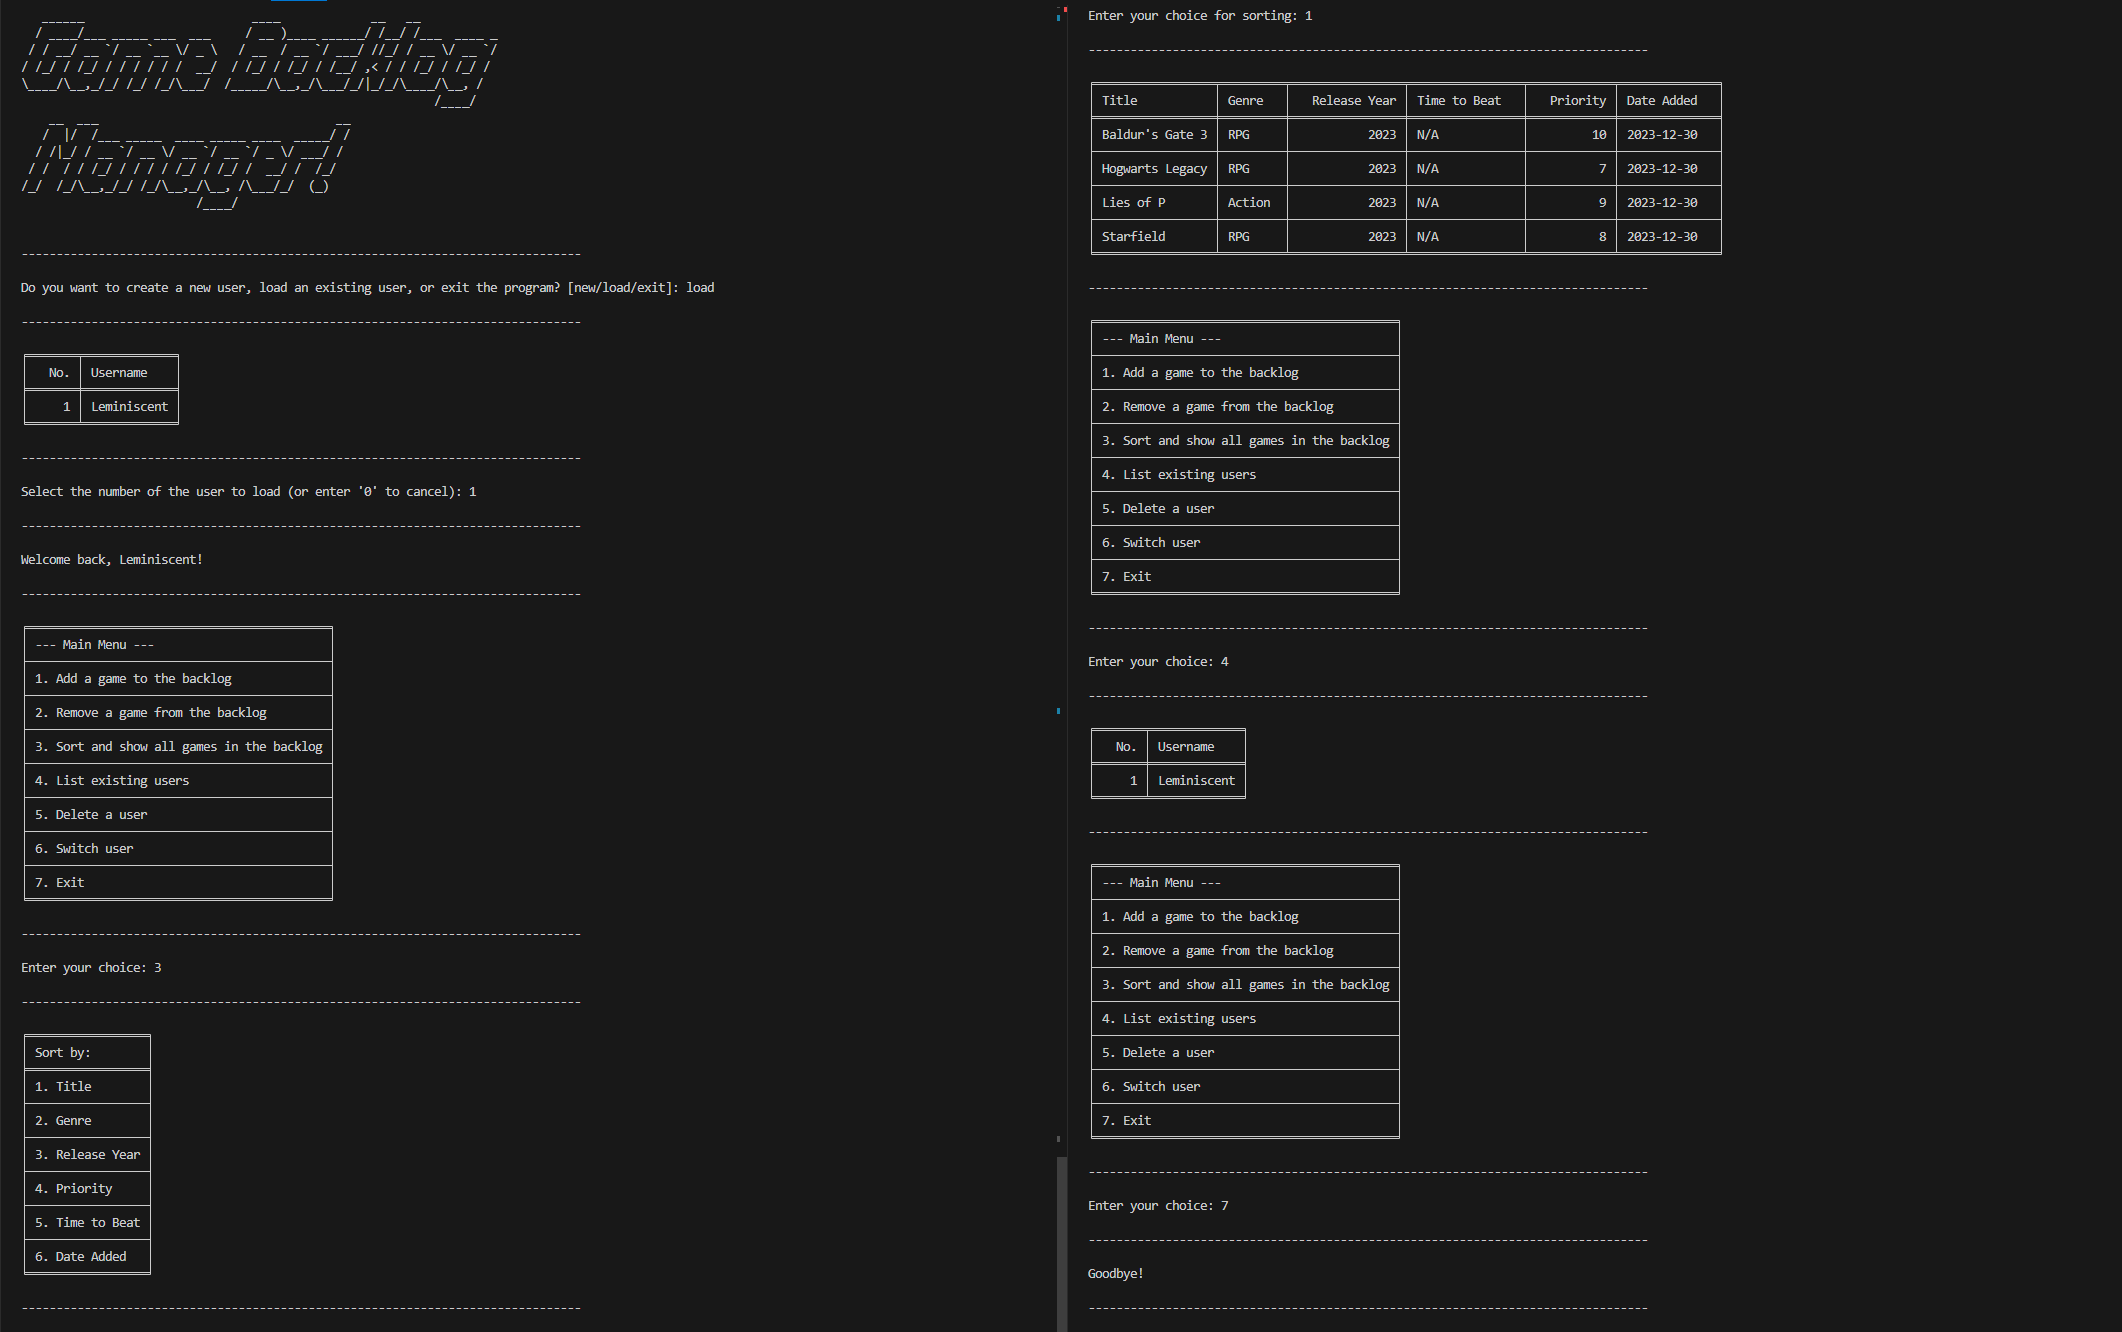 Game Backlog
Manager!
--------------------------------------------------------------------------------
Do you want to create a new user, load an existing user, or exit the program? [new/load/exit]: load
--------------------------------------------------------------------------------
No. Username
1 Leminiscent
--------------------------------------------------------------------------------
Select the number of the user to load (or enter '0' to cancel): 1
--------------------------------------------------------------------------------
Welcome back, Leminiscent!
--------------------------------------------------------------------------------
--- Main Menu ---
1. Add a game to the backlog
2. Remove a game from the backlog
3. Sort and show all games in the backlog
4. List existing users
5. Delete a user
6. Switch user
7. Exit
--------------------------------------------------------------------------------
Enter your choice: 3
--------------------------------------------------------------------------------
Sort by:
1. Title
2. Genre
3. Release Year
4. Priority
5. Time to Beat
6. Date Added
--------------------------------------------------------------------------------
Enter your choice for sorting: 1
--------------------------------------------------------------------------------
Title Genre Release Year Time to Beat Priority Date Added
Baldur's Gate 3 RPG 2023 N/A 10 2023-12-30
Hogwarts Legacy RPG 2023 N/A 7 2023-12-30
Lies of P Action 2023 N/A 9 2023-12-30
Starfield RPG 2023 N/A 8 2023-12-30
--------------------------------------------------------------------------------
--- Main Menu ---
1. Add a game to the backlog
2. Remove a game from the backlog
3. Sort and show all games in the backlog
4. List existing users
5. Delete a user
6. Switch user
7. Exit
--------------------------------------------------------------------------------
Enter your choice: 4
--------------------------------------------------------------------------------
No. Username
1 Leminiscent
--------------------------------------------------------------------------------
--- Main Menu ---
1. Add a game to the backlog
2. Remove a game from the backlog
3. Sort and show all games in the backlog
4. List existing users
5. Delete a user
6. Switch user
7. Exit
--------------------------------------------------------------------------------
Enter your choice: 7
--------------------------------------------------------------------------------
Goodbye!
--------------------------------------------------------------------------------